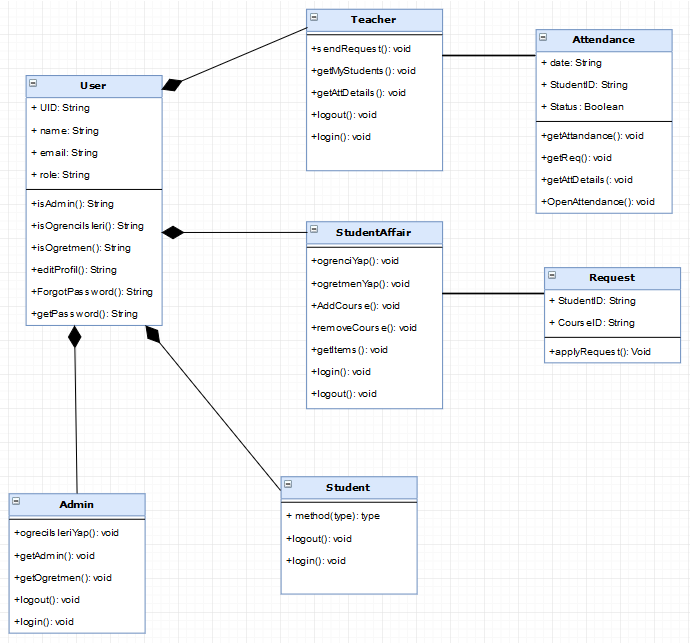 User
+ UID: String
+ name: String
+ email: String
+ role: String
+isAdmin(): String
+isOgrencilsleri(): String
+isOgretmen(): String
+editProfil(): String
+ForgotPassword(): String
+getPassword(): String
Teacher
+sendRequest(): void
+getMyStudents(): void
+getAttDetails(): void
+logout(): void
+login(): void
Attendance
+ date: String
+ StudentID: String
+ Status: Boolean
+getAttandance(): void
+getReq(): void
+getAttDetails(: void
+OpenAttendance(): void
StudentAffair
+ogrenciYap(): void
+ogretmenYap(): void
+AddCourse(): void
+removeCourse(): void
+getItems(): void
+login(): void
+logout(): void
Request
+ StudentID: String
+ CourseID: String
+applyRequest(): Void
Admin
+ogrecilsleriYap(): void
+getAdmin(): void
+getOgretmen(): void
+logout(): void
+login(): void
Student
+ method(type): type
+logout(): void
+login(): void